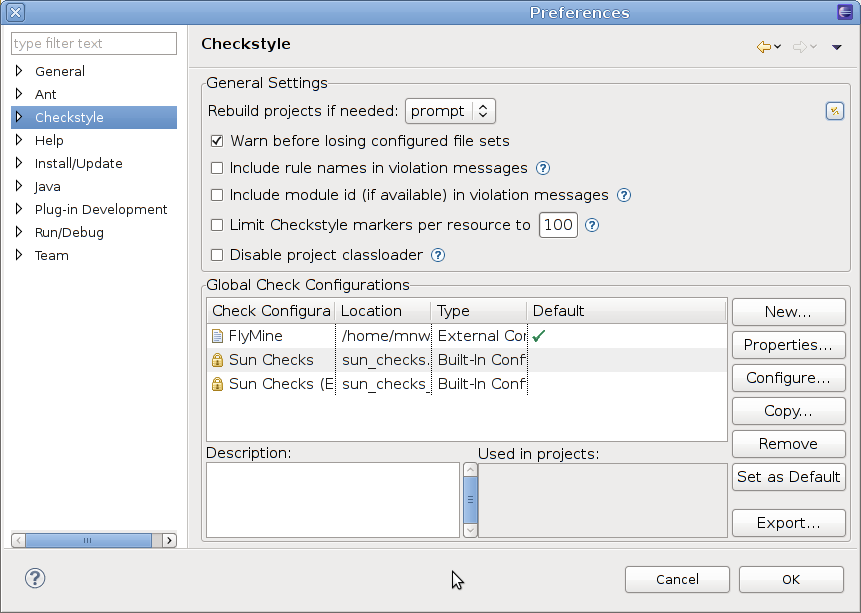 Preferences
type filter text
General
Ant
Checkstyle
Help
Install/Update
Java
Plug-in Development
Run/Debug
Team
Checkstyle
General Settings
Rebuild projects if needed: prompt
Warn before losing configured file sets
Include rule names in violation messages
Include module id (if available) in violation messages
Limit Checkstyle markers per resource to 100
Disable project classloader
Global Check Configurations
Check Configura Location Type Default
FlyMine /home/mnw External Cor
Sun Checks sun_checks. Built-In Conf
Sun Checks (E sun_checks_ Built-In Conf
New...
Properties...
Configure...
Copy...
Remove
Set as Default
Export...
Description:
Used in projects:
Cancel OK